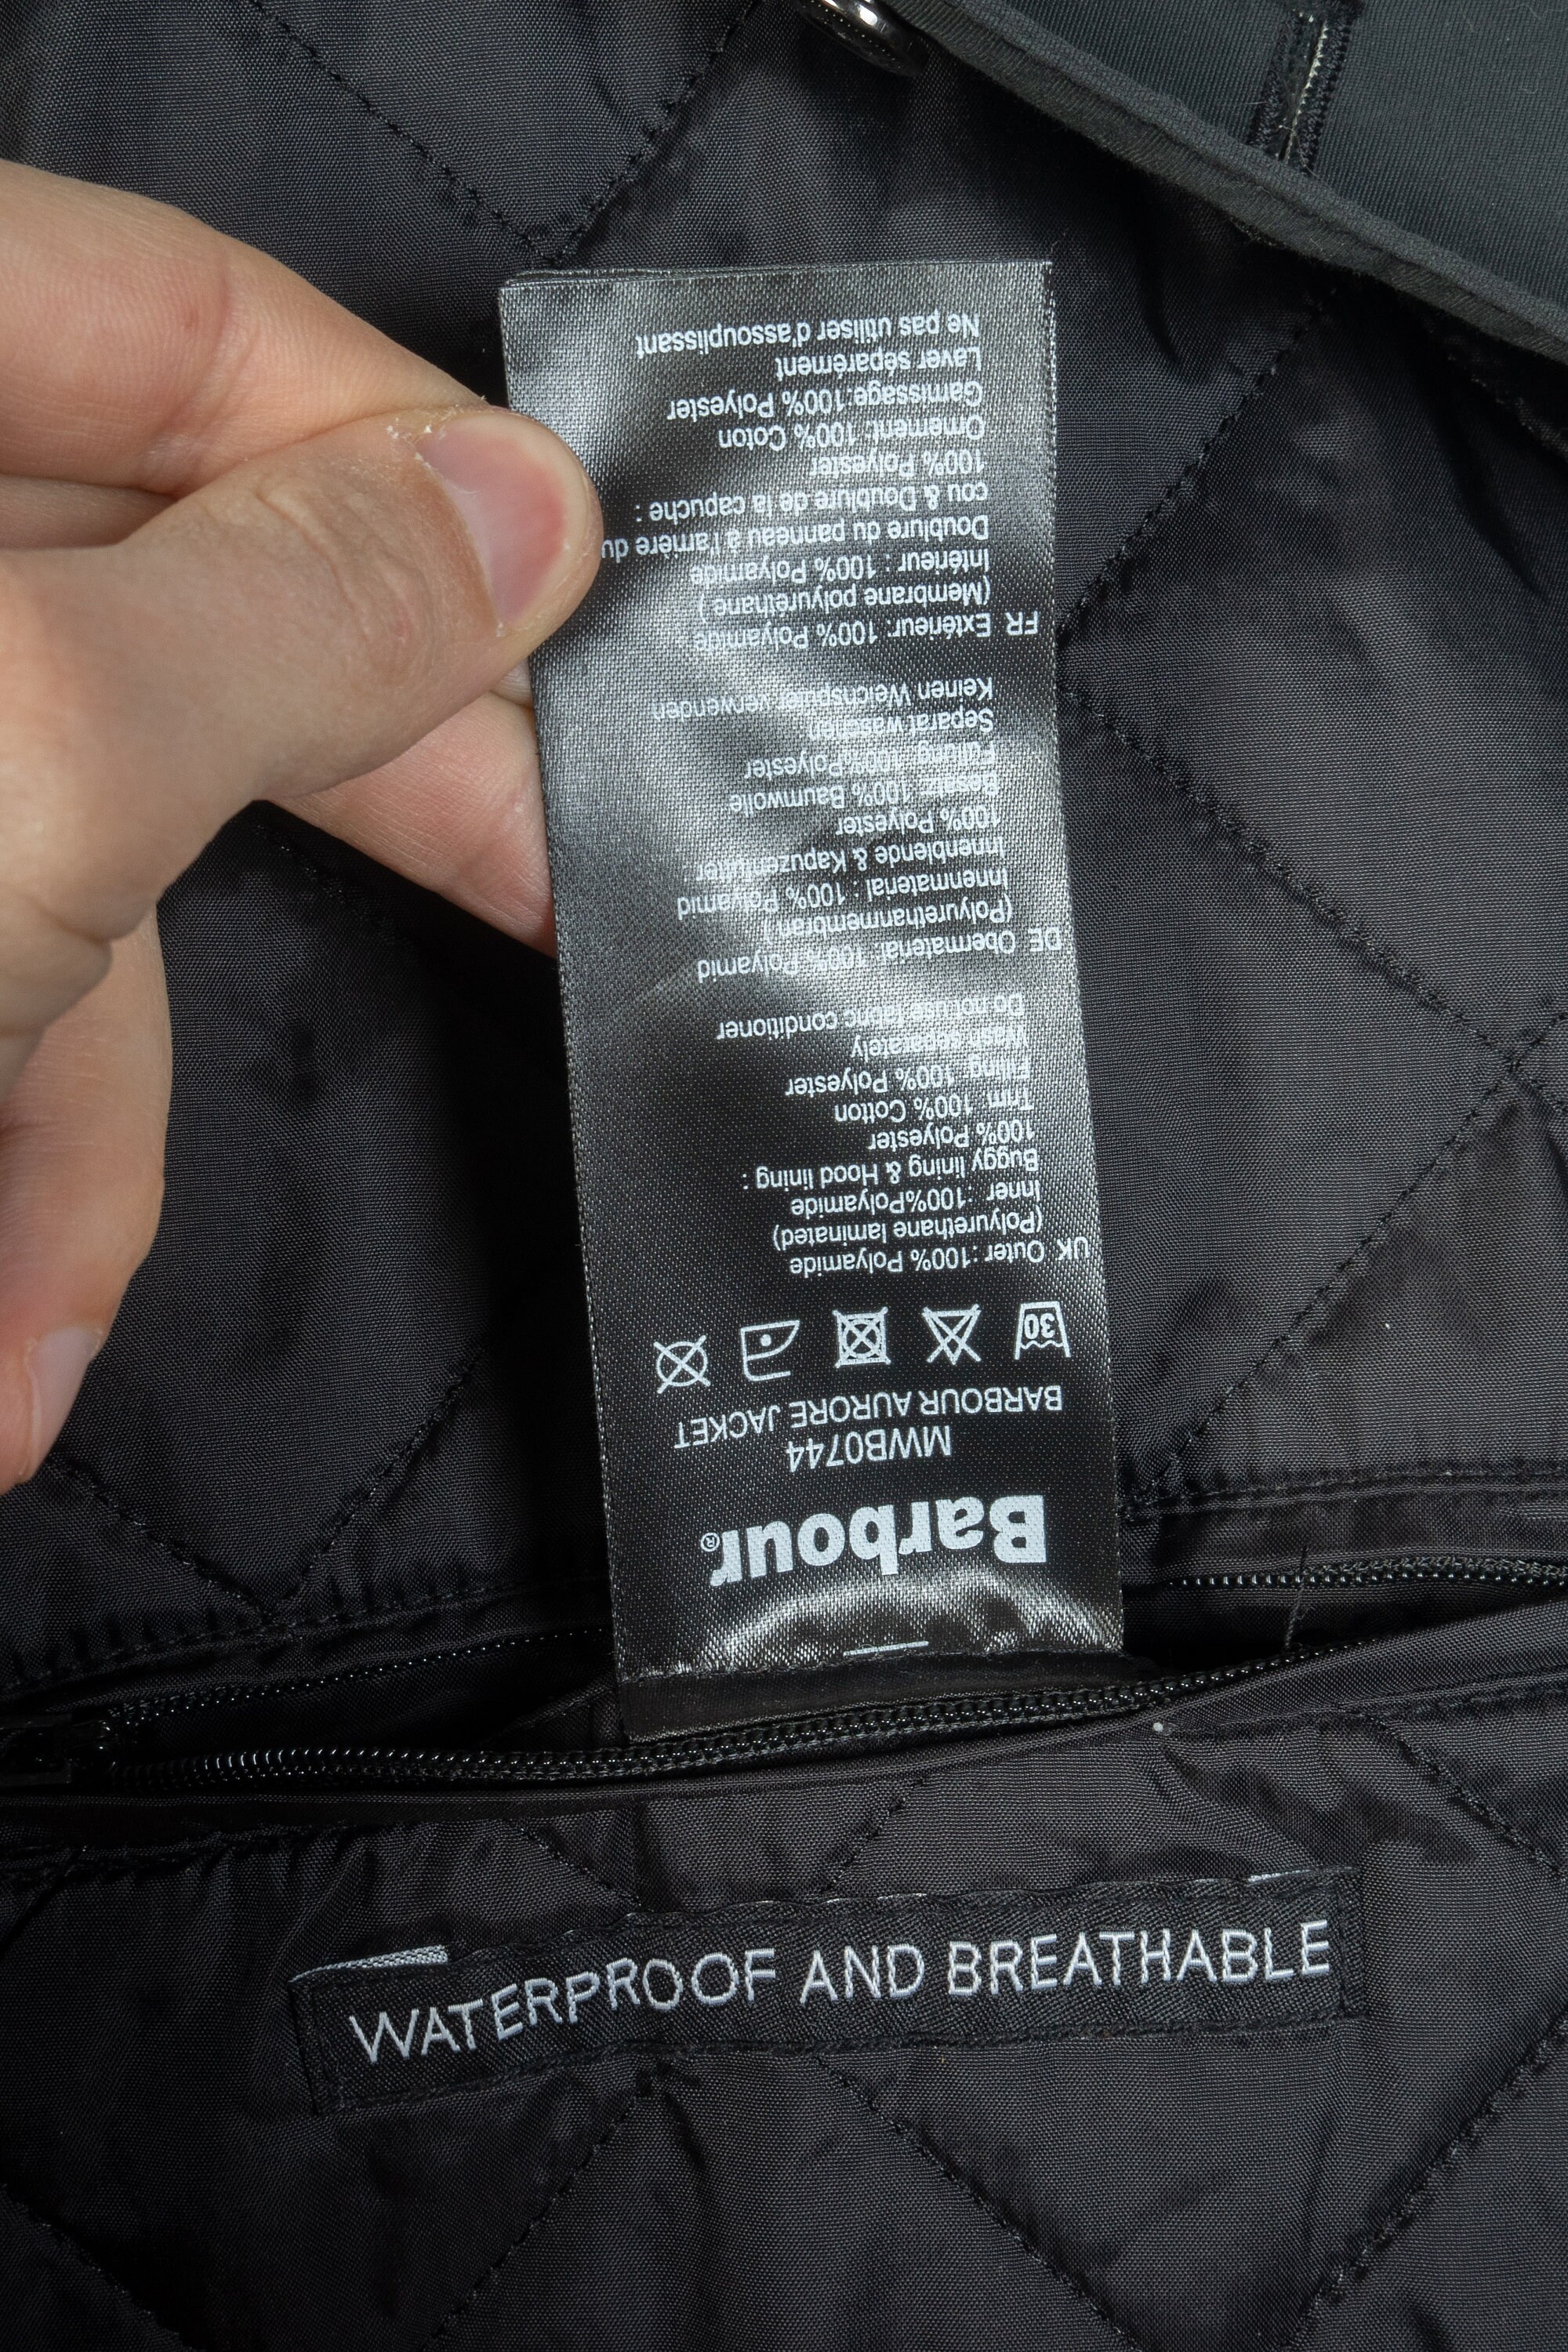 Barbour®
MWB0744
BARBOUR AURORE JACKET
30
UK Outer :100% Polyamide
(Polyurethane laminated)
Inner :100%Polyamide
Buggy lining & Hood lining :
100% Polyester
Trim 100% Cotton
Filling 100% Polyester
Wash separately
Do not use fabric conditioner
DE Obermaterial: 100% Polyamid
(Polyurethanmembran )
Innenmaterial : 100% Polyamid
Innenblende & Kapuzenfutter
100% Polyester
Besatz 100% Baumwolle
Füllung:100%Polyester
Separat waschen
Keinen Weichspüler verwenden
FR Extérieur: 100% Polyamide
(Membrane polyuréthane )
Intérieur : 100% Polyamide
Doublure du panneau à l'arrière du
cou & Doublure de la capuche :
100% Polyester
Ornement: 100% Coton
Garnissage:100% Polyester
Laver séparément
Ne pas utiliser d'assouplissant
WATERPROOF AND BREATHABLE